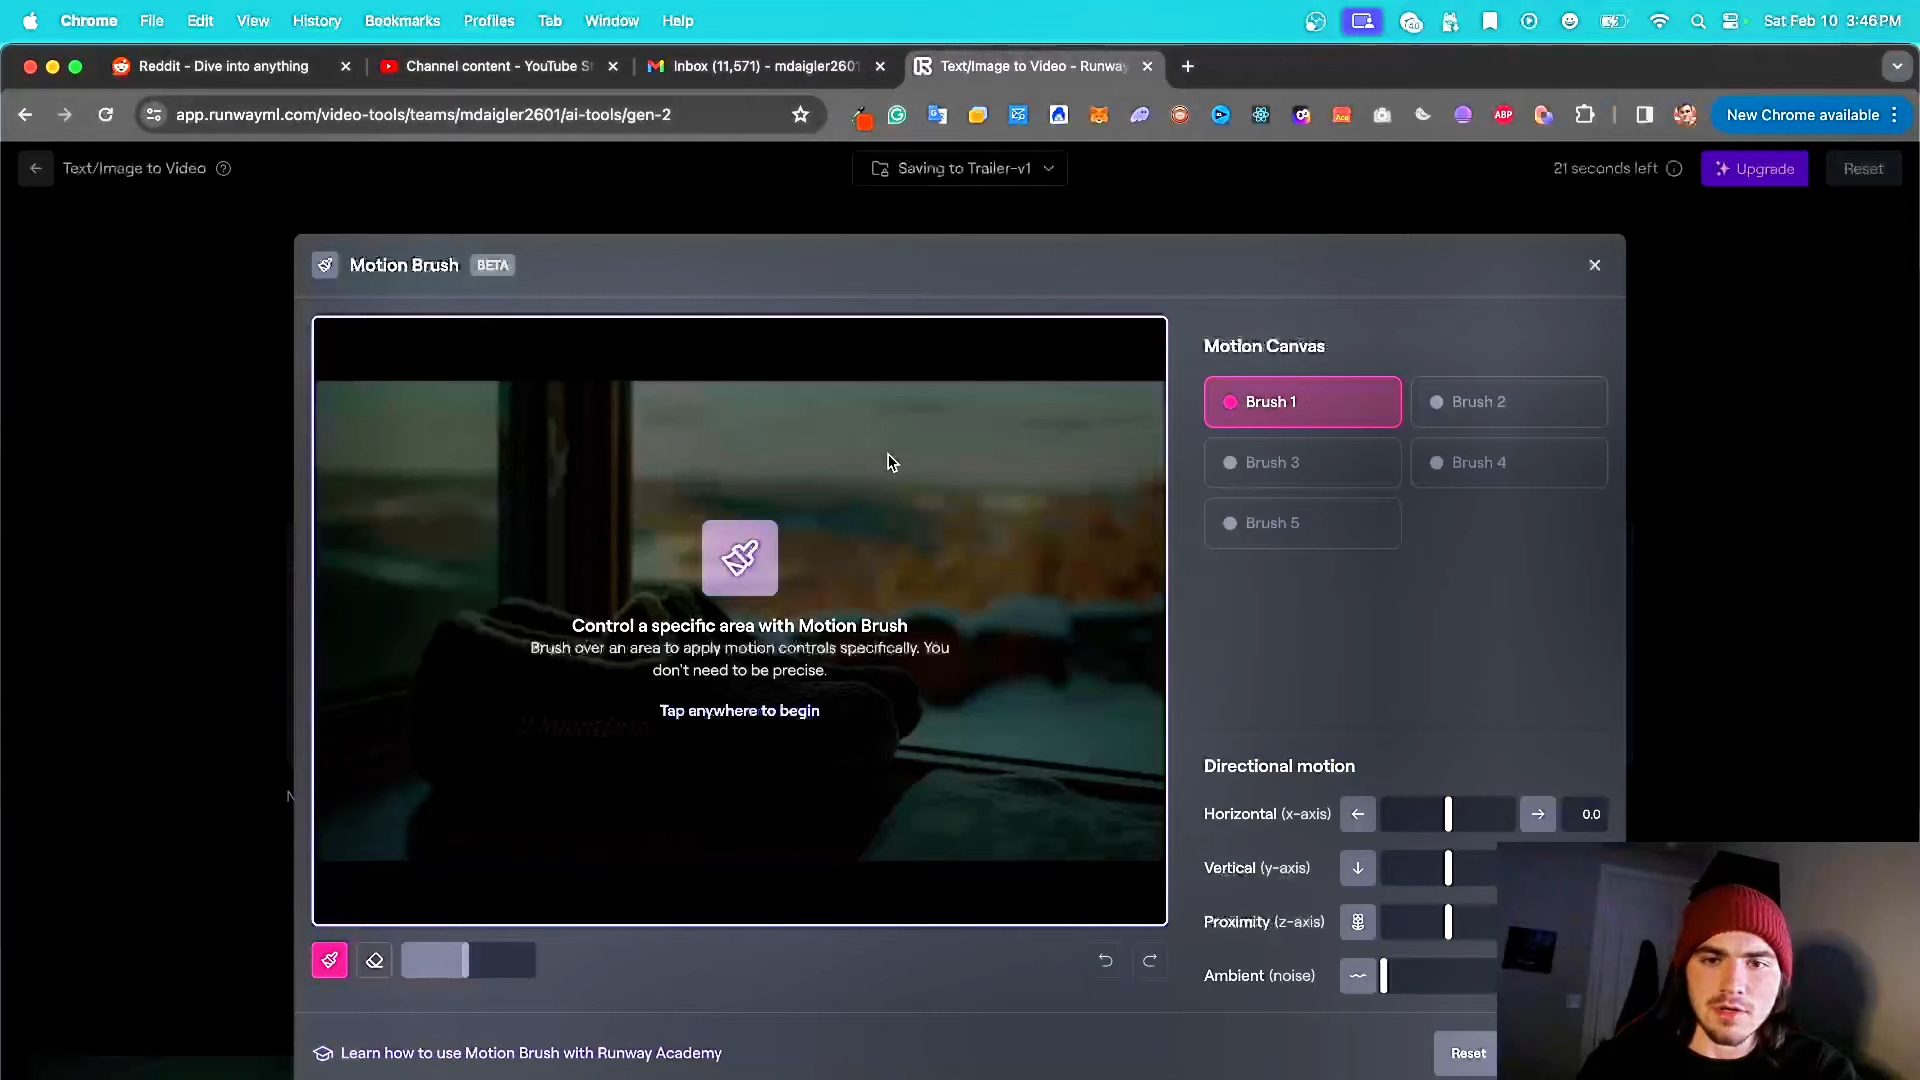 Chrome File Edit View History Bookmarks Profiles Tab Window Help Sat Feb 10 3:46 PM
Reddit - Dive into anything Channel content - YouTube S Inbox (11,571) - mdaigler2601 Text/Image to Video - Runway
app.runwayml.com/video-tools/teams/mdaigler2601/ai-tools/gen-2 ABP New Chrome available
Text/Image to Video Saving to Trailer-v1 21 seconds left Upgrade Reset
Motion Brush BETA
Motion Canvas
Brush 1 Brush 2
Brush 3 Brush 4
Brush 5
Control a specific area with Motion Brush
Brush over an area to apply motion controls specifically. You
don't need to be precise.
Tap anywhere to begin
Downtime
Directional motion
Horizontal (x-axis) 0.0
Vertical (y-axis)
Proximity (z-axis)
Ambient (noise)
Learn how to use Motion Brush with Runway Academy Reset